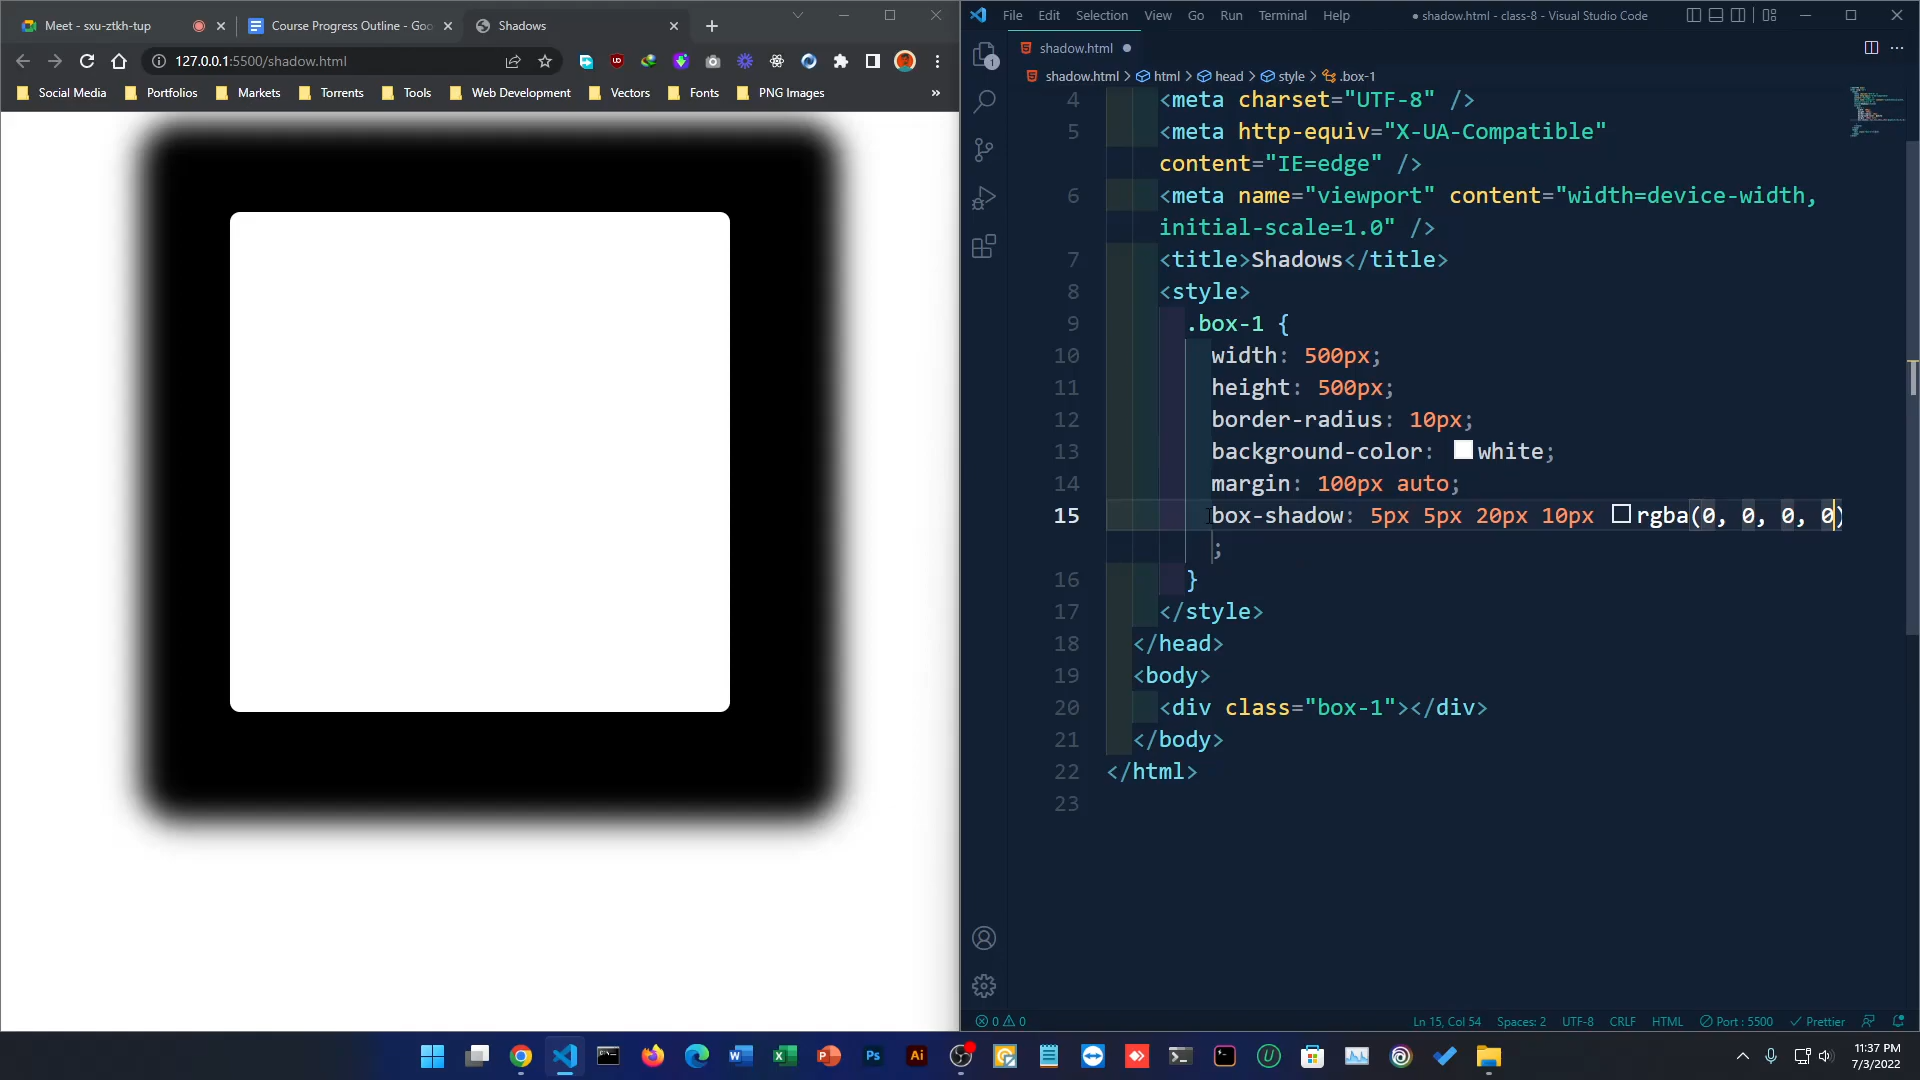 Meet - sxu-ztkh-tup
Course Progress Outline - Goo
Shadows
127.0.0.1:5500/shadow.html
Social Media
Portfolios
Markets
Torrents
Tools
Web Development
Vectors
Fonts
PNG Images
»
File Edit Selection View Go Run Terminal Help
● shadow.html - class-8 - Visual Studio Code
shadow.html
shadow.html > html > head > style > .box-1
4 <meta charset="UTF-8" />
5 <meta http-equiv="X-UA-Compatible"
content="IE=edge" />
6 <meta name="viewport" content="width=device-width,
initial-scale=1.0" />
7 <title>Shadows</title>
8 <style>
9 .box-1 {
10 width: 500px;
11 height: 500px;
12 border-radius: 10px;
13 background-color: white;
14 margin: 100px auto;
15 box-shadow: 5px 5px 20px 10px rgba(0, 0, 0, 0)
;
16 }
17 </style>
18 </head>
19 <body>
20 <div class="box-1"></div>
21 </body>
22 </html>
23
1
0 0
Ln 15, Col 54
Spaces: 2
UTF-8
CRLF
HTML
Port : 5500
Prettier
11:37 PM
7/3/2022